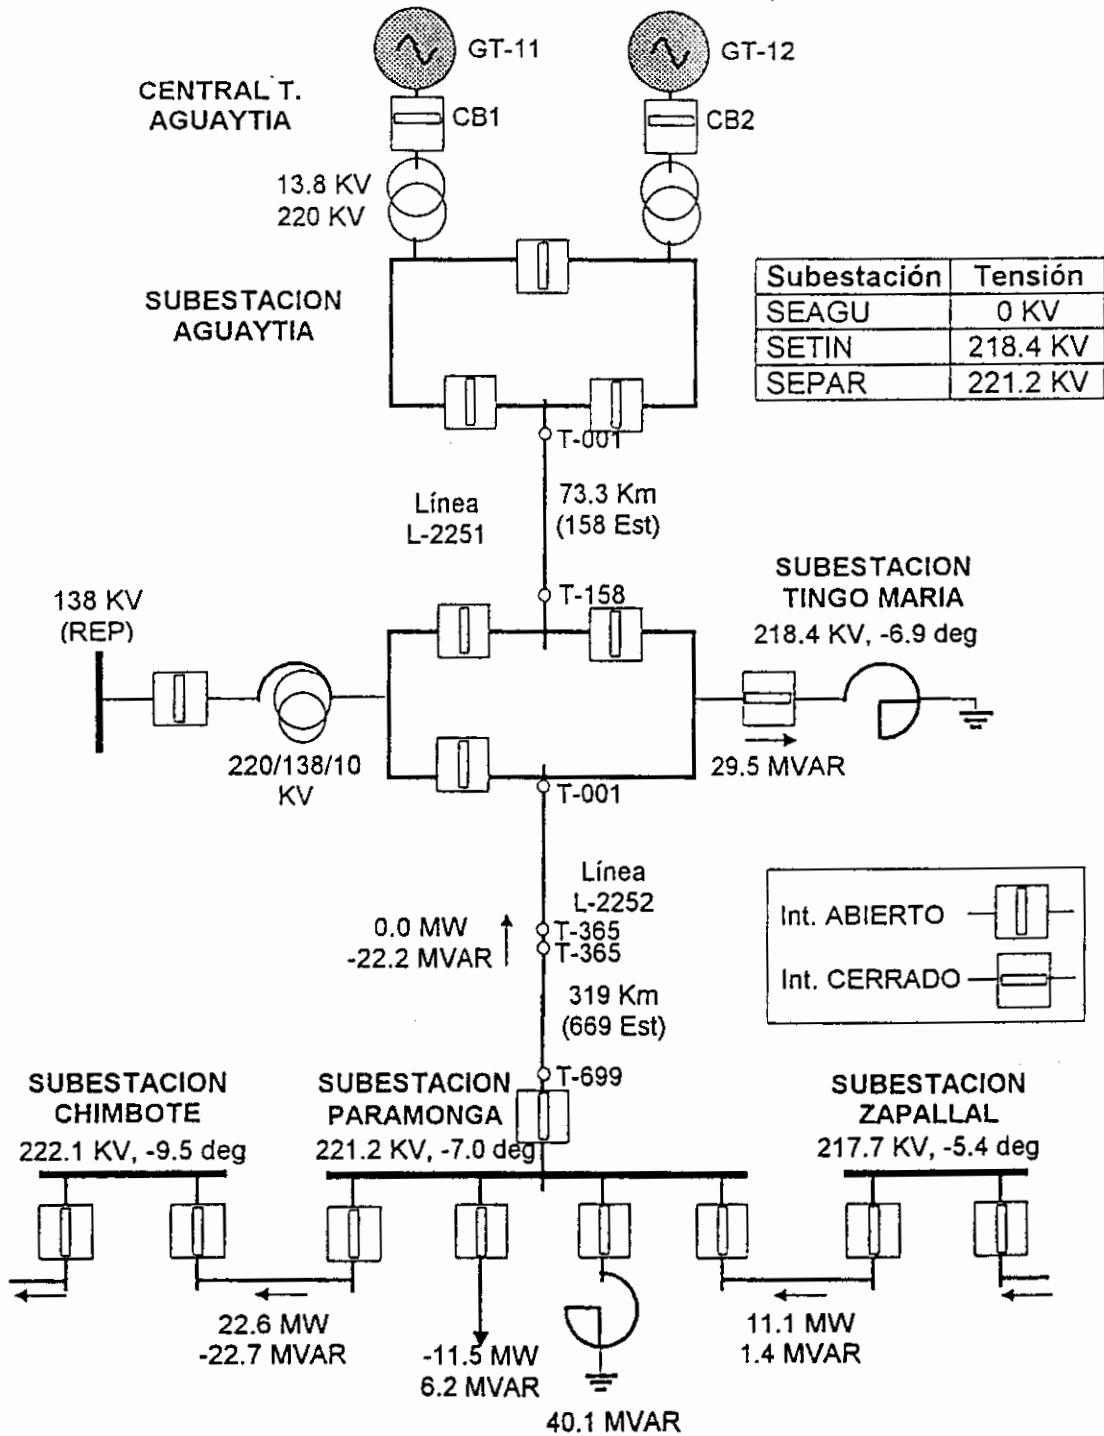 GT-11
GT-12
CENTRAL T.
AGUAYTIA
CB1
CB2
13.8 KV
220 KV
SUBESTACION
AGUAYTIA
Subestación Tensión
SEAGU 0 KV
SETIN 218.4 KV
SEPAR 221.2 KV
T-001
Línea
L-2251
73.3 Km
(158 Est)
T-158
138 KV
(REP)
SUBESTACION
TINGO MARIA
218.4 KV, -6.9 deg
220/138/10
KV
29.5 MVAR
T-001
Línea
L-2252
0.0 MW
-22.2 MVAR
T-365
T-365
319 Km
(669 Est)
T-699
Int. ABIERTO
Int. CERRADO
SUBESTACION
CHIMBOTE
222.1 KV, -9.5 deg
SUBESTACION
PARAMONGA
221.2 KV, -7.0 deg
SUBESTACION
ZAPALLAL
217.7 KV, -5.4 deg
22.6 MW
-22.7 MVAR
-11.5 MW
6.2 MVAR
40.1 MVAR
11.1 MW
1.4 MVAR